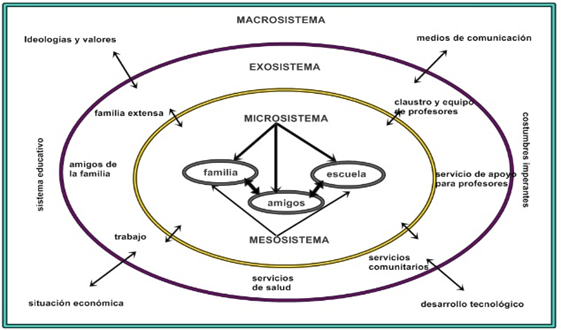 MACROSISTEMA
Ideologías y valores
medios de comunicación
EXOSISTEMA
familia extensa
claustro y equipo
de profesores
MICROSISTEMA
sistema educativo
amigos de
la familia
familia
escuela
servicio de apoyo
para profesores
costumbres imperantes
amigos
trabajo
MESOSISTEMA
servicios
comunitarios
servicios
de salud
situación económica
desarrollo tecnológico